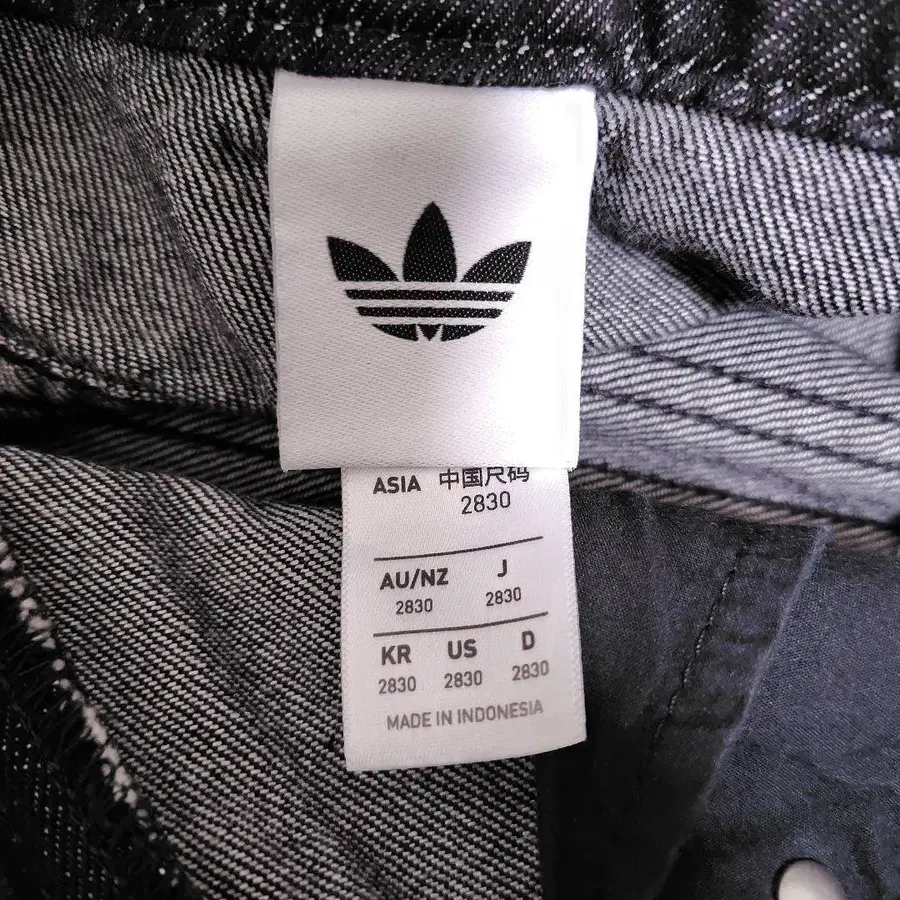 ASIA 中国尺码
2830
AU/NZ J
2830 2830
KR US D
2830 2830 2830
MADE IN INDONESIA